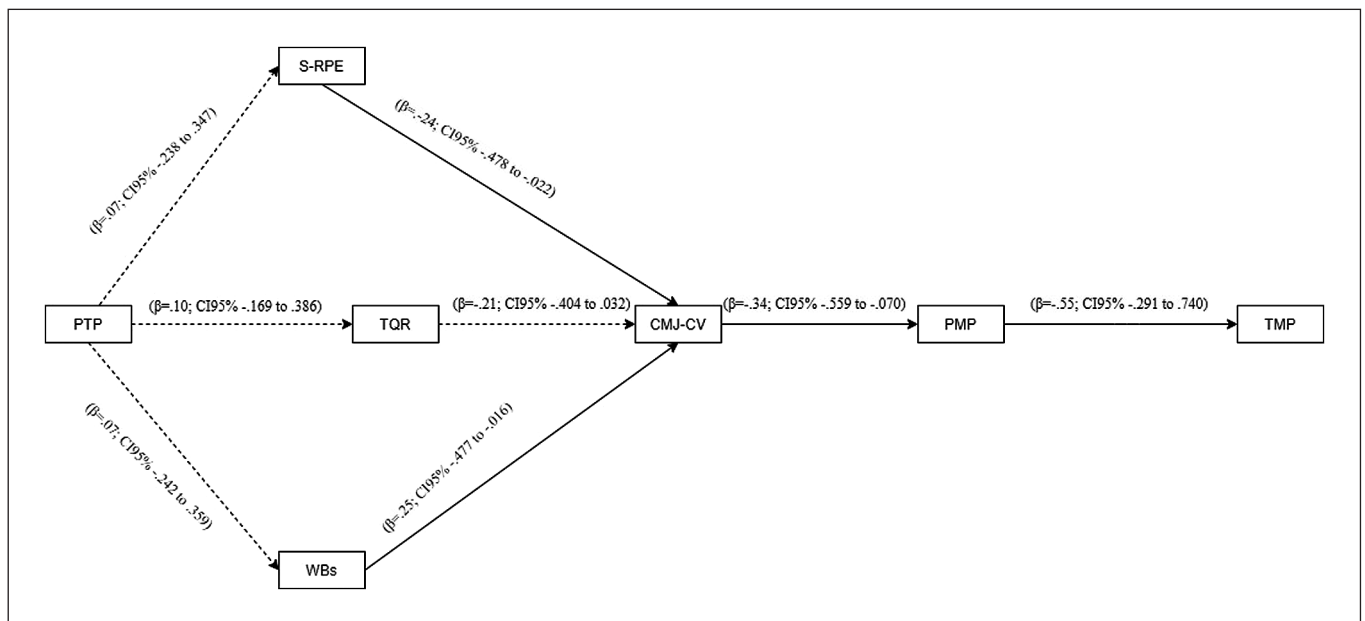 S-RPE
(β=.-24; CI95% -.478 to -.022)
(β=.07; CI95% -.238 to .347)
PTP
(β=.10; CI95% -.169 to .386)
TQR
(β=-.21; CI95% -.404 to .032)
CMJ-CV
(β=-.34; CI95% -.559 to -.070)
PMP
(β=-.55; CI95% -.291 to .740)
TMP
(β=.07; CI95% -.242 to .359)
(β=.25; CI95% -.477 to -.016)
WBs